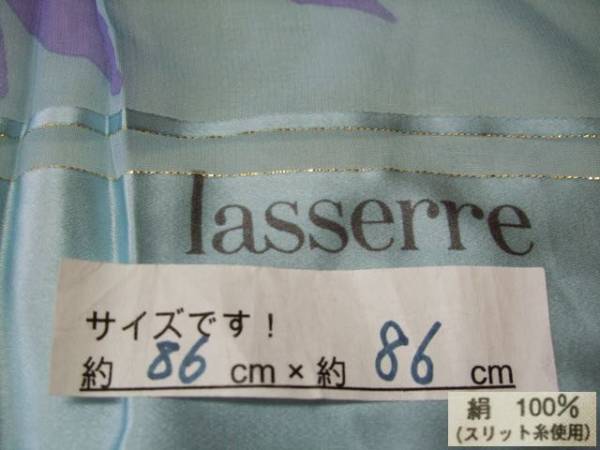 lasserre
サイズです！
約 86 cm × 約 86 cm
絹 100%
(スリット糸使用)